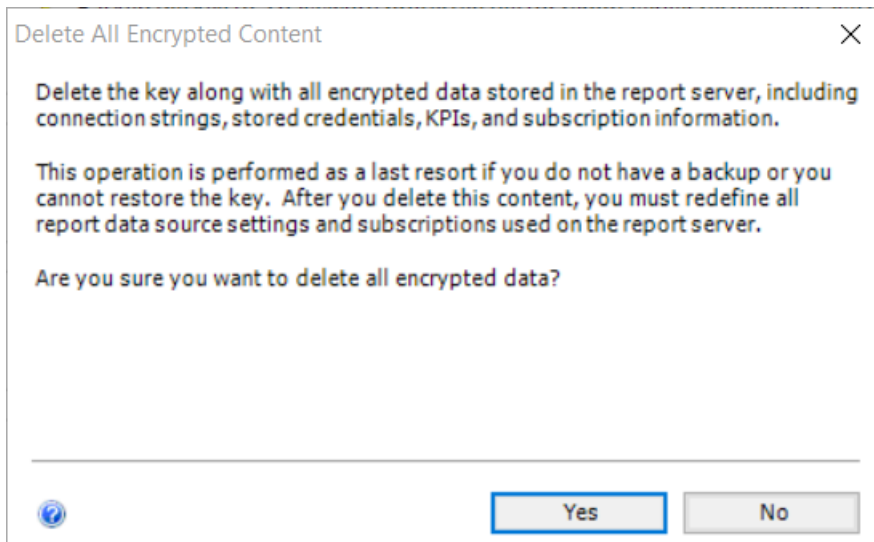 Delete All Encrypted Content
Delete the key along with all encrypted data stored in the report server, including
connection strings, stored credentials, KPIs, and subscription information.
This operation is performed as a last resort if you do not have a backup or you
cannot restore the key.  After you delete this content, you must redefine all
report data source settings and subscriptions used on the report server.
Are you sure you want to delete all encrypted data?
Yes
No